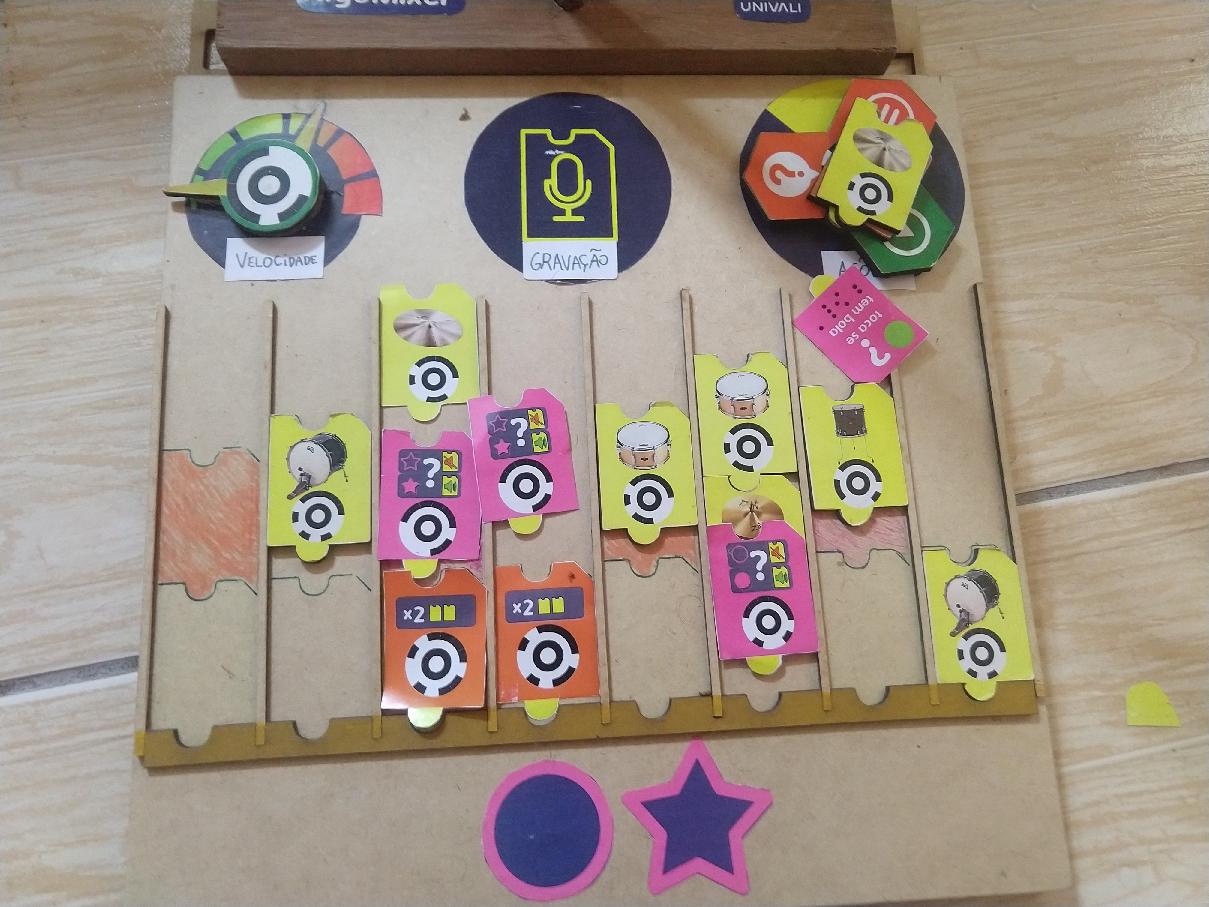 UNIVALI
VELOCIDADE
GRAVAÇÃO
toca se
tem bola
?
?
?
?
?
x2
x2